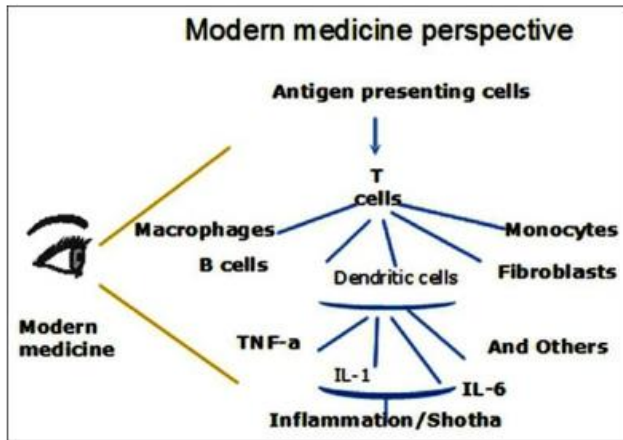 Modern medicine perspective
Antigen presenting cells
T
cells
Macrophages
Monocytes
B cells
Dendritic cells
Fibroblasts
Modern
medicine
TNF-a
IL-1
IL-6
And Others
Inflammation/Shotha